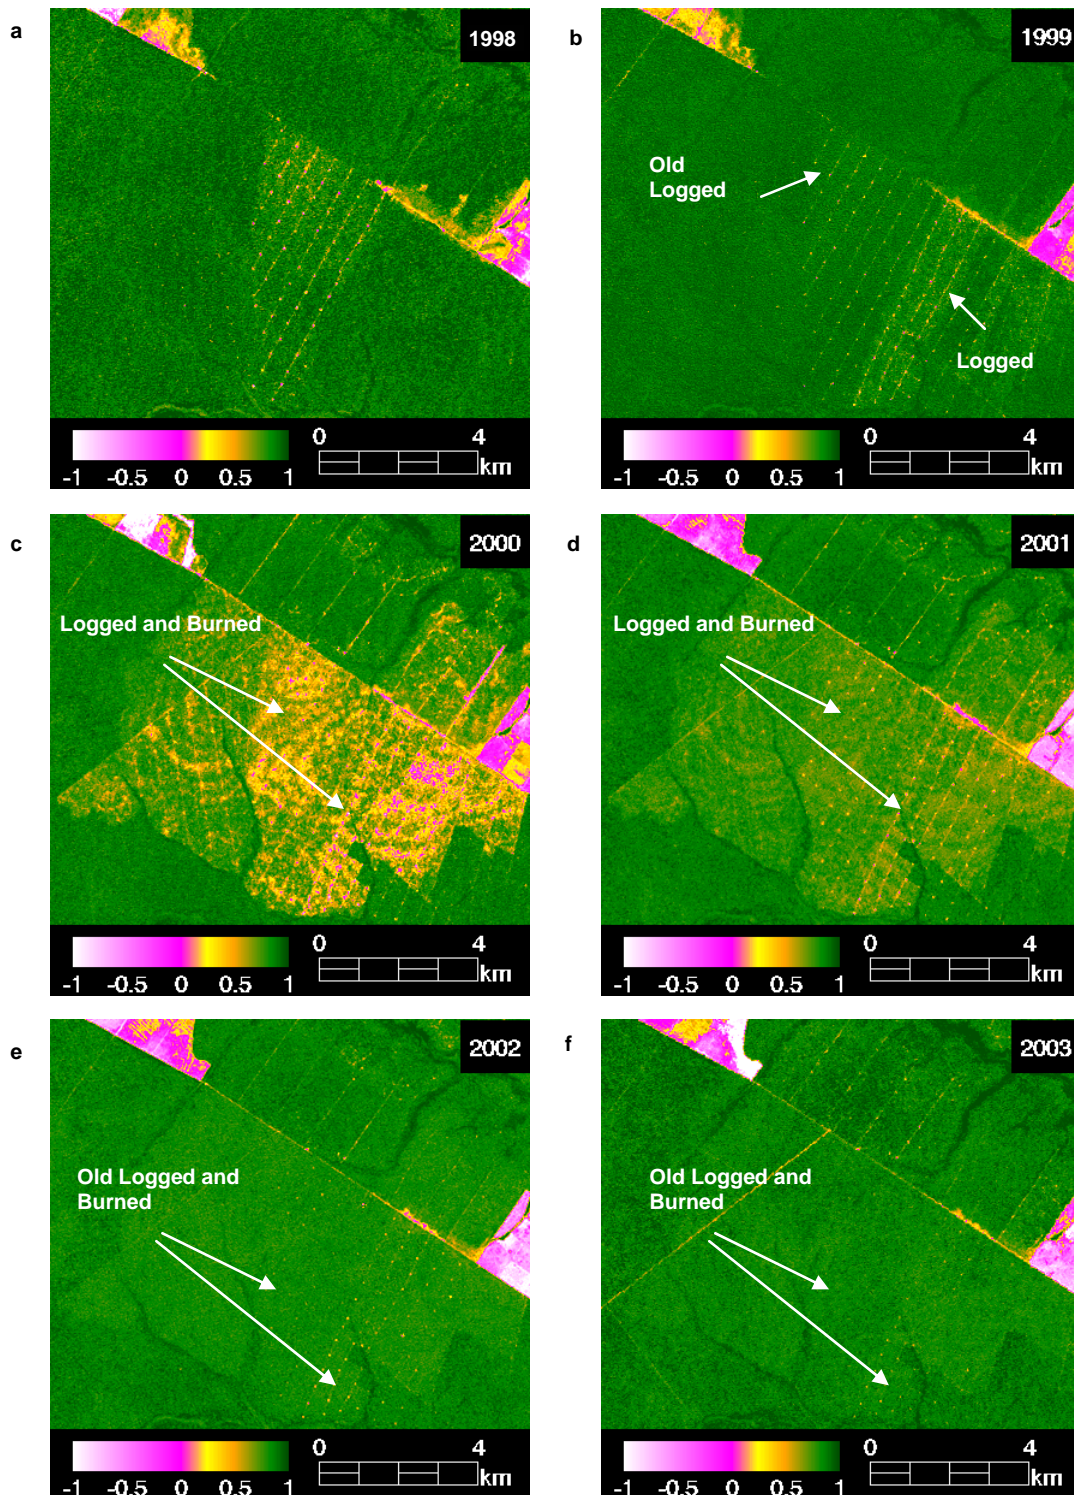 a
1998
b
1999
Old
Logged
Logged
0 4
km
-1 -0.5 0 0.5 1
0 4
km
-1 -0.5 0 0.5 1
c
2000
d
2001
Logged and Burned
Logged and Burned
0 4
km
-1 -0.5 0 0.5 1
0 4
km
-1 -0.5 0 0.5 1
e
2002
f
2003
Old Logged and
Burned
Old Logged and
Burned
0 4
km
-1 -0.5 0 0.5 1
0 4
km
-1 -0.5 0 0.5 1